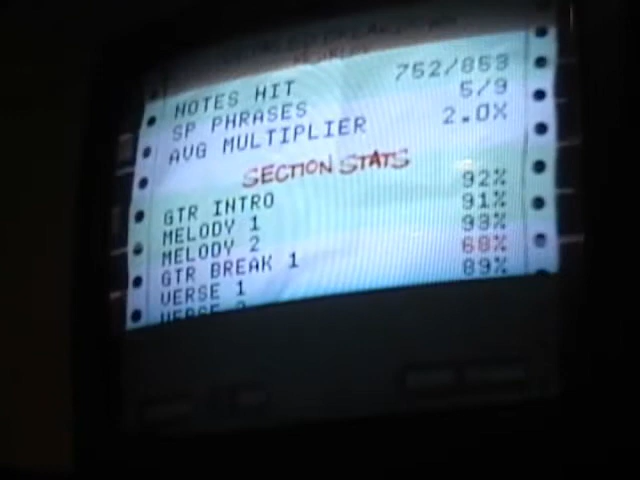 NOTES HIT 752/853
SP PHRASES 5/9
AVG MULTIPLIER 2.0X
SECTION STATS
GTR INTRO 92%
MELODY 1 91%
MELODY 2 93%
GTR BREAK 1 68%
VERSE 1 89%
VERSE